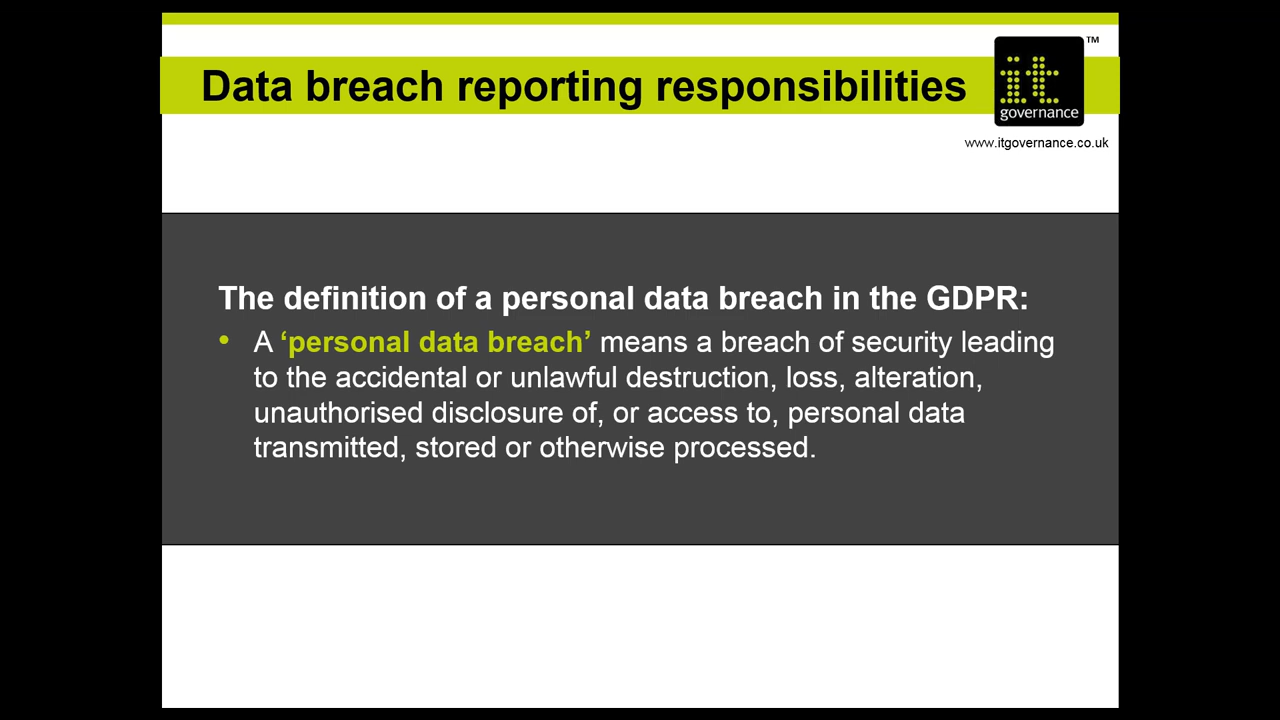 Data breach reporting responsibilities
™
it
governance
www.itgovernance.co.uk
The definition of a personal data breach in the GDPR:
• A ‘personal data breach’ means a breach of security leading
to the accidental or unlawful destruction, loss, alteration,
unauthorised disclosure of, or access to, personal data
transmitted, stored or otherwise processed.